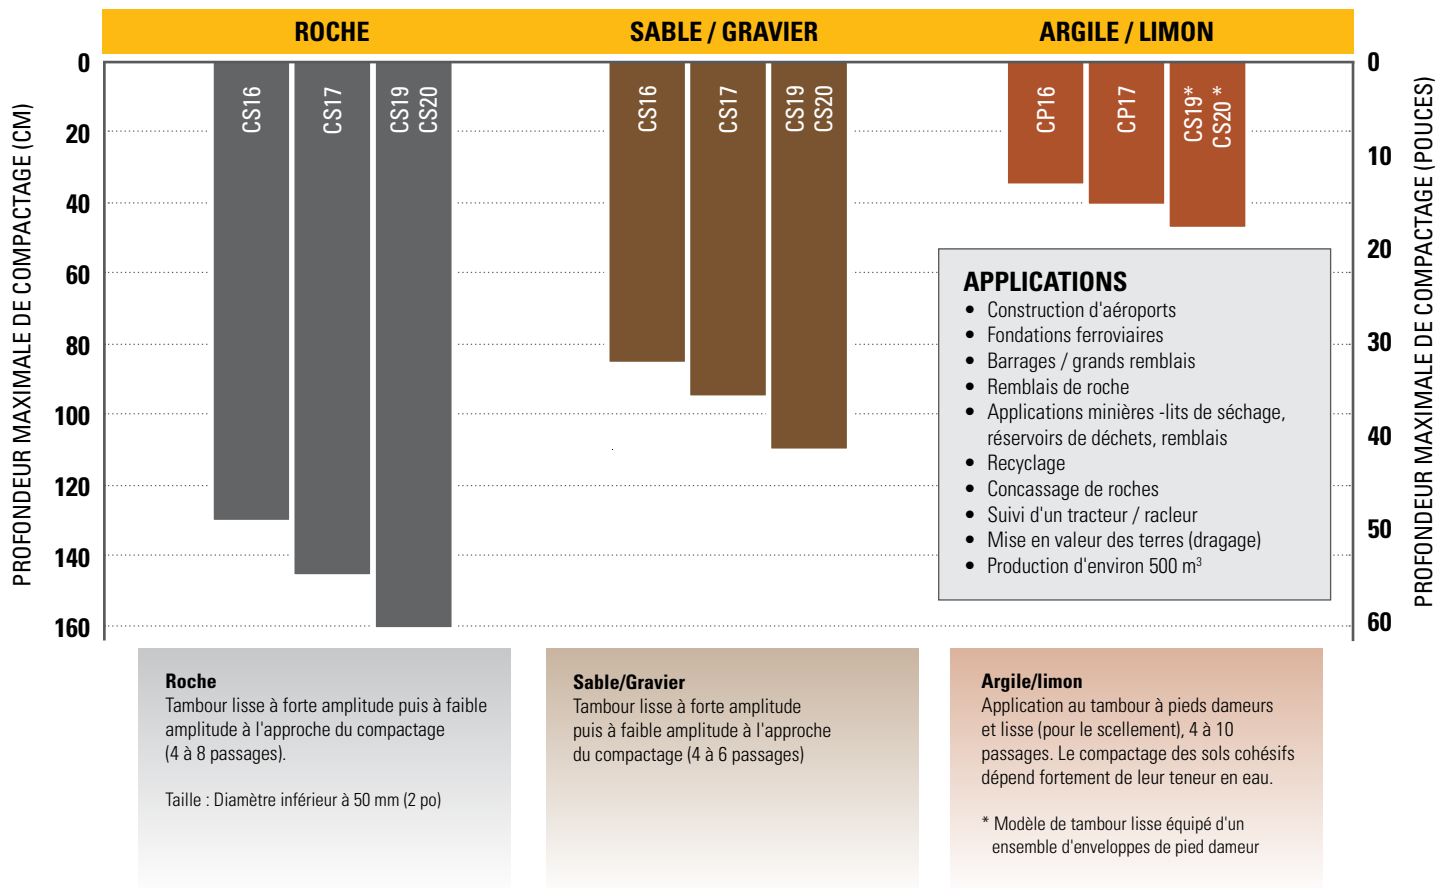 ROCHE
SABLE / GRAVIER
ARGILE / LIMON
PROFONDEUR MAXIMALE DE COMPACTAGE (CM)
0
20
40
60
80
100
120
140
160
CS16
CS17
CS19
CS20
CS16
CS17
CS19
CS20
CP16
CP17
CS19*
CS20 *
0
10
20
30
40
50
60
PROFONDEUR MAXIMALE DE COMPACTAGE (POUCES)
APPLICATIONS
• Construction d'aéroports
• Fondations ferroviaires
• Barrages / grands remblais
• Remblais de roche
• Applications minières -lits de séchage,
réservoirs de déchets, remblais
• Recyclage
• Concassage de roches
• Suivi d'un tracteur / racleur
• Mise en valeur des terres (dragage)
• Production d'environ 500 m³
Roche
Tambour lisse à forte amplitude puis à faible
amplitude à l'approche du compactage
(4 à 8 passages).
Taille : Diamètre inférieur à 50 mm (2 po)
Sable/Gravier
Tambour lisse à forte amplitude
puis à faible amplitude à l'approche
du compactage (4 à 6 passages)
Argile/limon
Application au tambour à pieds dameurs
et lisse (pour le scellement), 4 à 10
passages. Le compactage des sols cohésifs
dépend fortement de leur teneur en eau.
* Modèle de tambour lisse équipé d'un
ensemble d'enveloppes de pied dameur